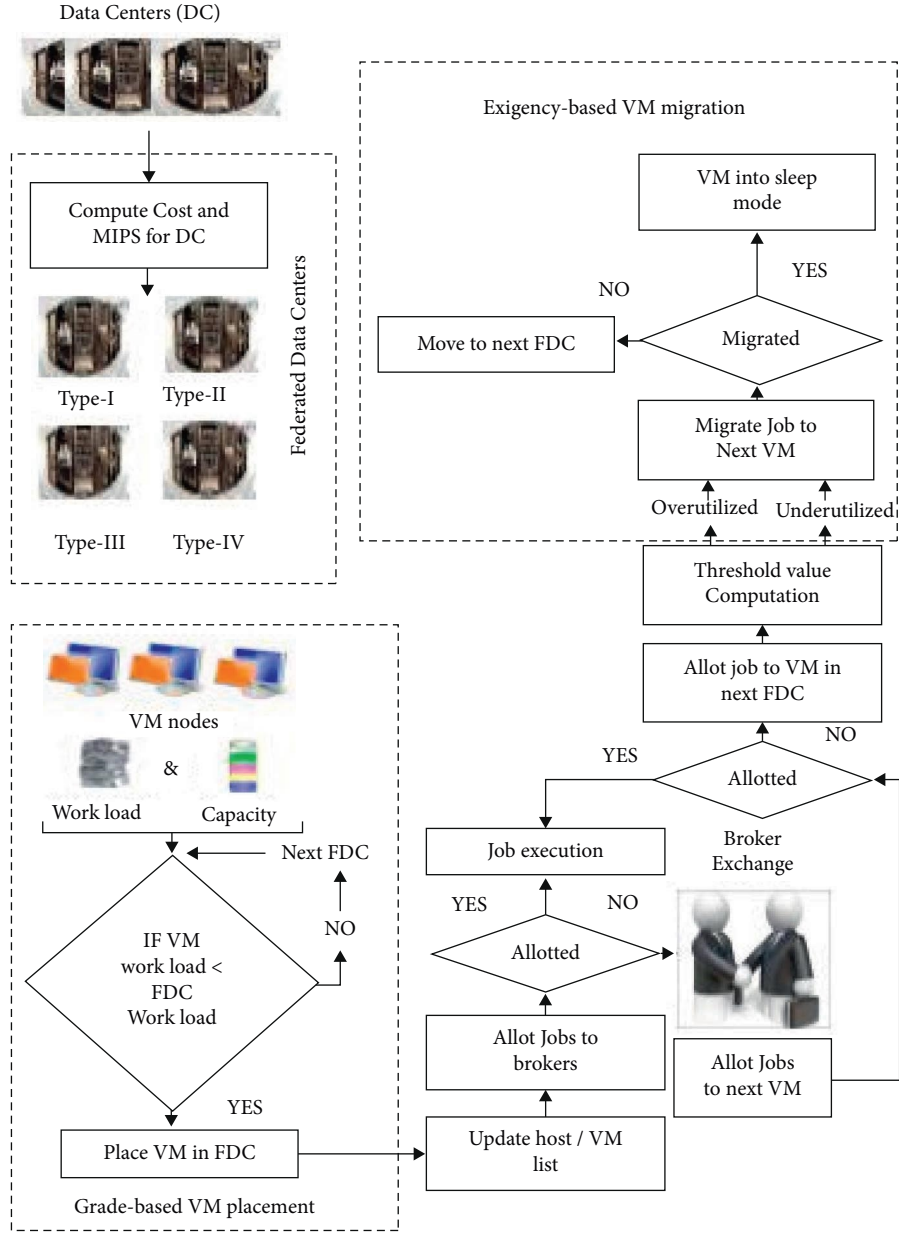 Data Centers (DC)
Compute Cost and
MIPS for DC
Type-I
Type-II
Type-III
Type-IV
Federated Data Centers
VM nodes
&
Work load
Capacity
Next FDC
NO
IF VM
work load <
FDC
Work load
YES
Place VM in FDC
Grade-based VM placement
Exigency-based VM migration
VM into sleep
mode
YES
NO
Migrated
Move to next FDC
Migrate Job to
Next VM
Overutilized
Underutilized
Threshold value
Computation
Allot job to VM in
next FDC
NO
YES
Allotted
Broker
Exchange
Job execution
YES
NO
Allotted
Allot Jobs to
brokers
Allot Jobs
to next VM
Update host / VM
list